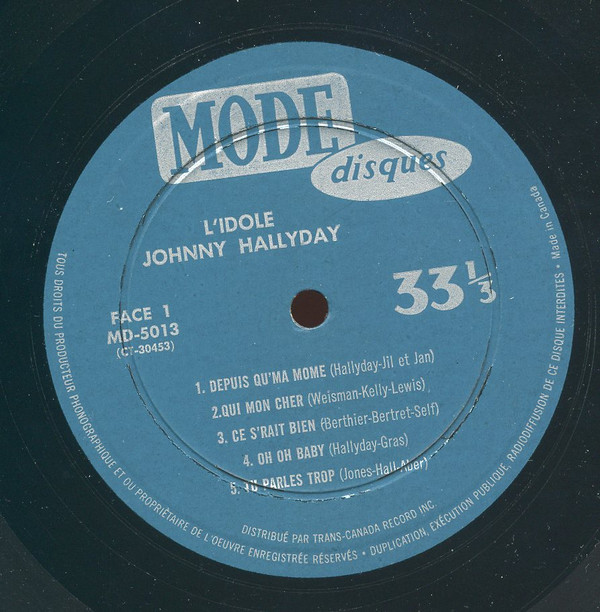 MODE
disques
L'IDOLE
JOHNNY HALLYDAY
33 1/3
FACE 1
MD-5013
(CT-30453)
1. DEPUIS QU'MA MOME (Hallyday-Jil et Jan)
2.QUI MON CHER (Weisman-Kelly-Lewis)
3. CE S'RAIT BIEN (Berthier-Bertret-Self)
4. OH OH BABY (Hallyday-Gras)
5. TU PARLES TROP (Jones-Hall-Aber)
DISTRIBUÉ PAR TRANS-CANADA RECORD INC.
TOUS DROITS DU PRODUCTEUR PHONOGRAPHIQUE ET DU PROPRIÉTAIRE DE L'OEUVRE ENREGISTRÉE RÉSERVÉS • DUPLICATION, EXÉCUTION PUBLIQUE, RADIODIFFUSION DE CE DISQUE INTERDITES • Made in Canada